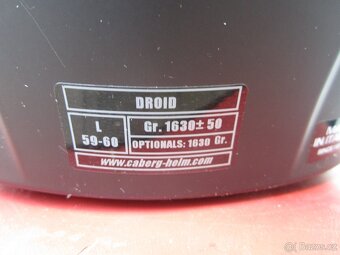 DROID
L
59-60
Gr. 1630± 50
OPTIONALS: 1630 Gr.
www.caberg-helm.com